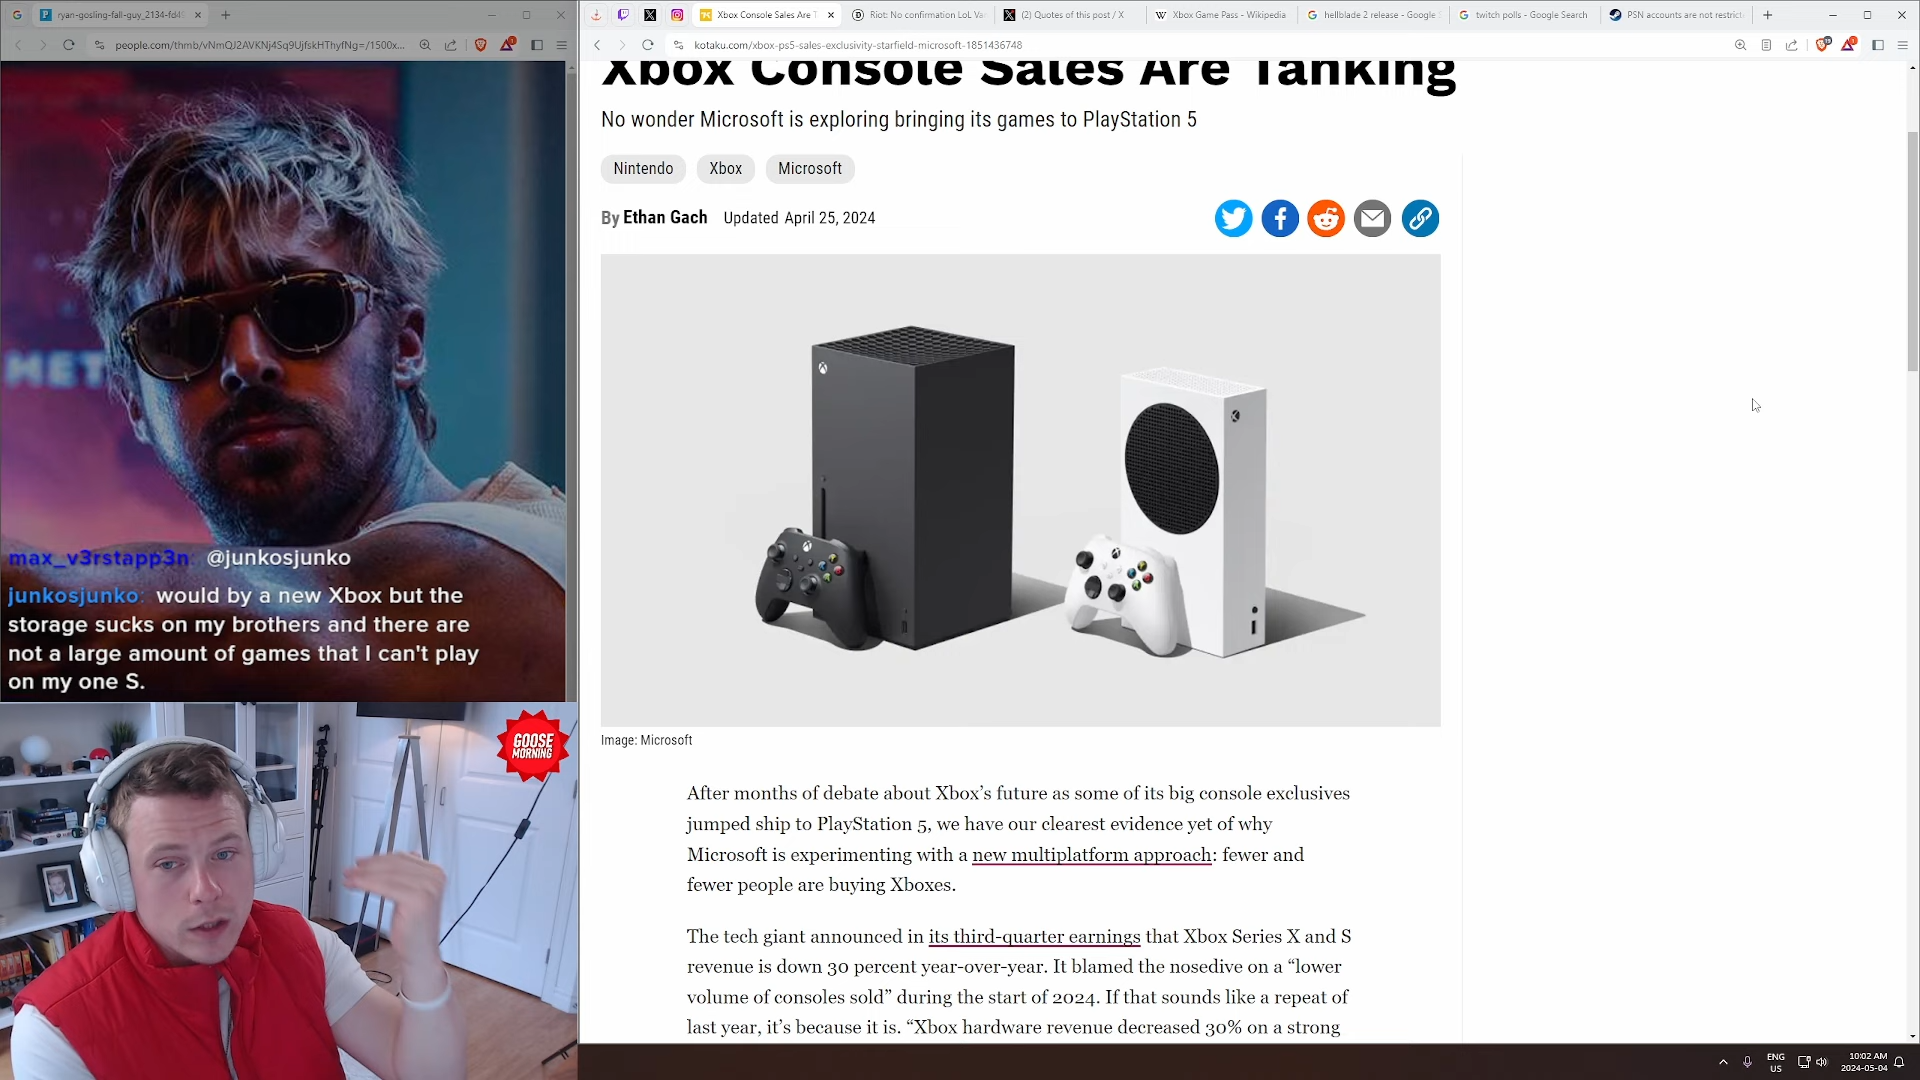 ryan-gosling-fall-guy_2134-fd4
people.com/thmb/vNmQJ2AVKNj4Sq9UjfskHThyfNg=/1500x...
MET
max_v3rstapp3n: @junkosjunko
junkosjunko: would by a new Xbox but the
storage sucks on my brothers and there are
not a large amount of games that I can't play
on my one S.
GOOSE
MORNING
Xbox Console Sales Are T
Riot: No confirmation LoL Va
(2) Quotes of this post / X
Xbox Game Pass - Wikipedia
hellblade 2 release - Google S
twitch polls - Google Search
PSN accounts are not restrict
kotaku.com/xbox-ps5-sales-exclusivity-starfield-microsoft-1851436748
Xbox Console Sales Are Tanking
No wonder Microsoft is exploring bringing its games to PlayStation 5
Nintendo
Xbox
Microsoft
By Ethan Gach Updated April 25, 2024
Image: Microsoft
After months of debate about Xbox's future as some of its big console exclusives
jumped ship to PlayStation 5, we have our clearest evidence yet of why
Microsoft is experimenting with a new multiplatform approach: fewer and
fewer people are buying Xboxes.
The tech giant announced in its third-quarter earnings that Xbox Series X and S
revenue is down 30 percent year-over-year. It blamed the nosedive on a “lower
volume of consoles sold” during the start of 2024. If that sounds like a repeat of
last year, it's because it is. “Xbox hardware revenue decreased 30% on a strong
ENG
US
10:02 AM
2024-05-04